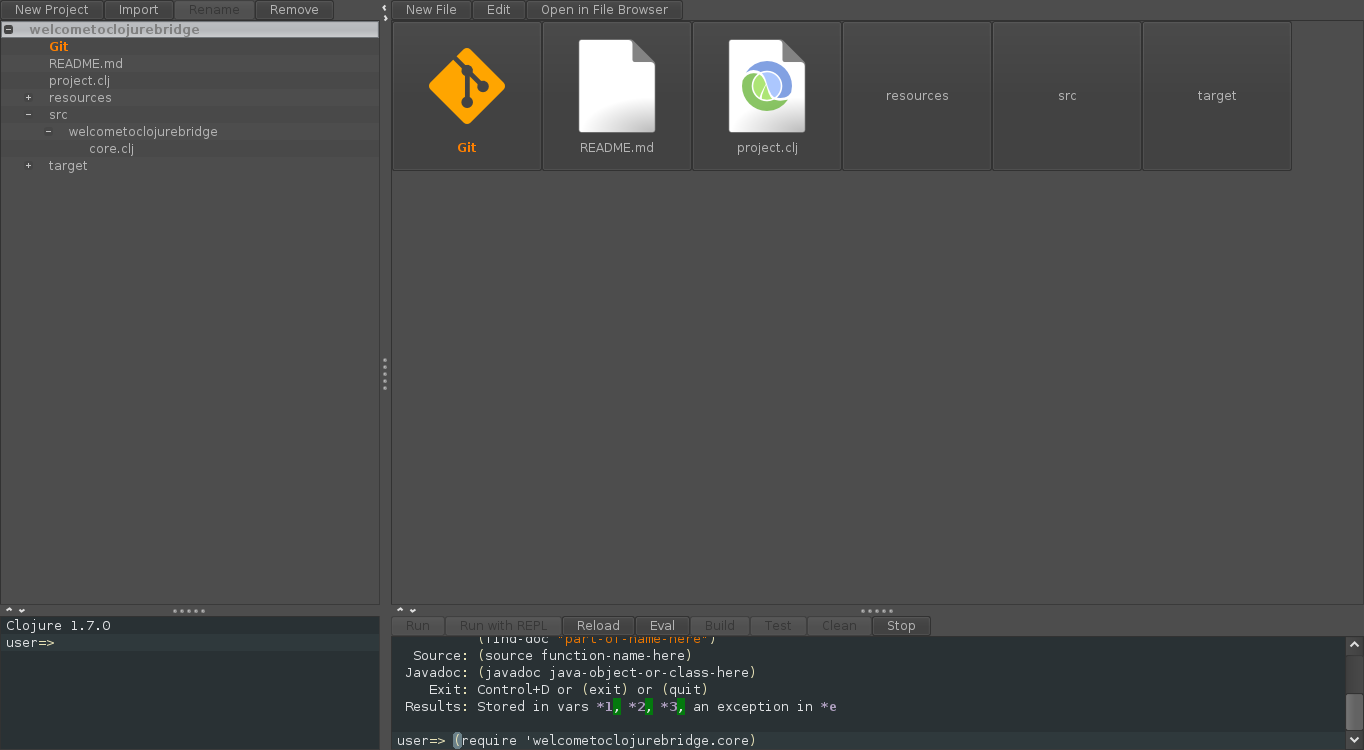 New Project Import Rename Remove
welcometoclojurebridge
Git
README.md
project.clj
+ resources
- src
- welcometoclojurebridge
core.clj
+ target
New File Edit Open in File Browser
Git README.md project.clj resources src target
Clojure 1.7.0
user=>
Run Run with REPL Reload Eval Build Test Clean Stop
(find-doc "part-of-name-here")
Source: (source function-name-here)
Javadoc: (javadoc java-object-or-class-here)
Exit: Control+D or (exit) or (quit)
Results: Stored in vars *1, *2, *3, an exception in *e
user=> (require 'welcometoclojurebridge.core)